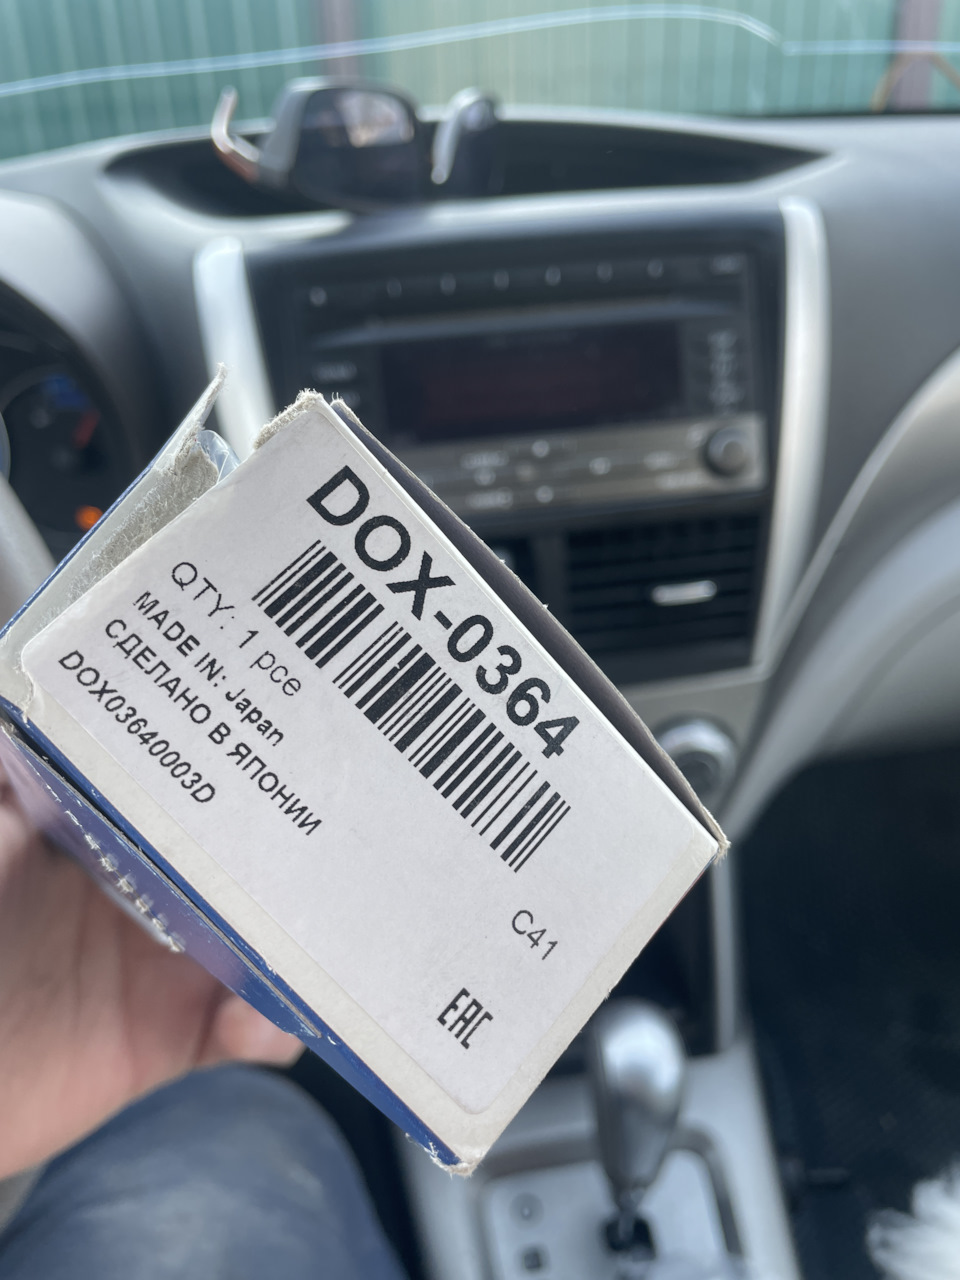 DOX-0364
QTY: 1 pce
MADE IN: Japan
СДЕЛАНО В ЯПОНИИ
DOX03640003D
C41
EAC